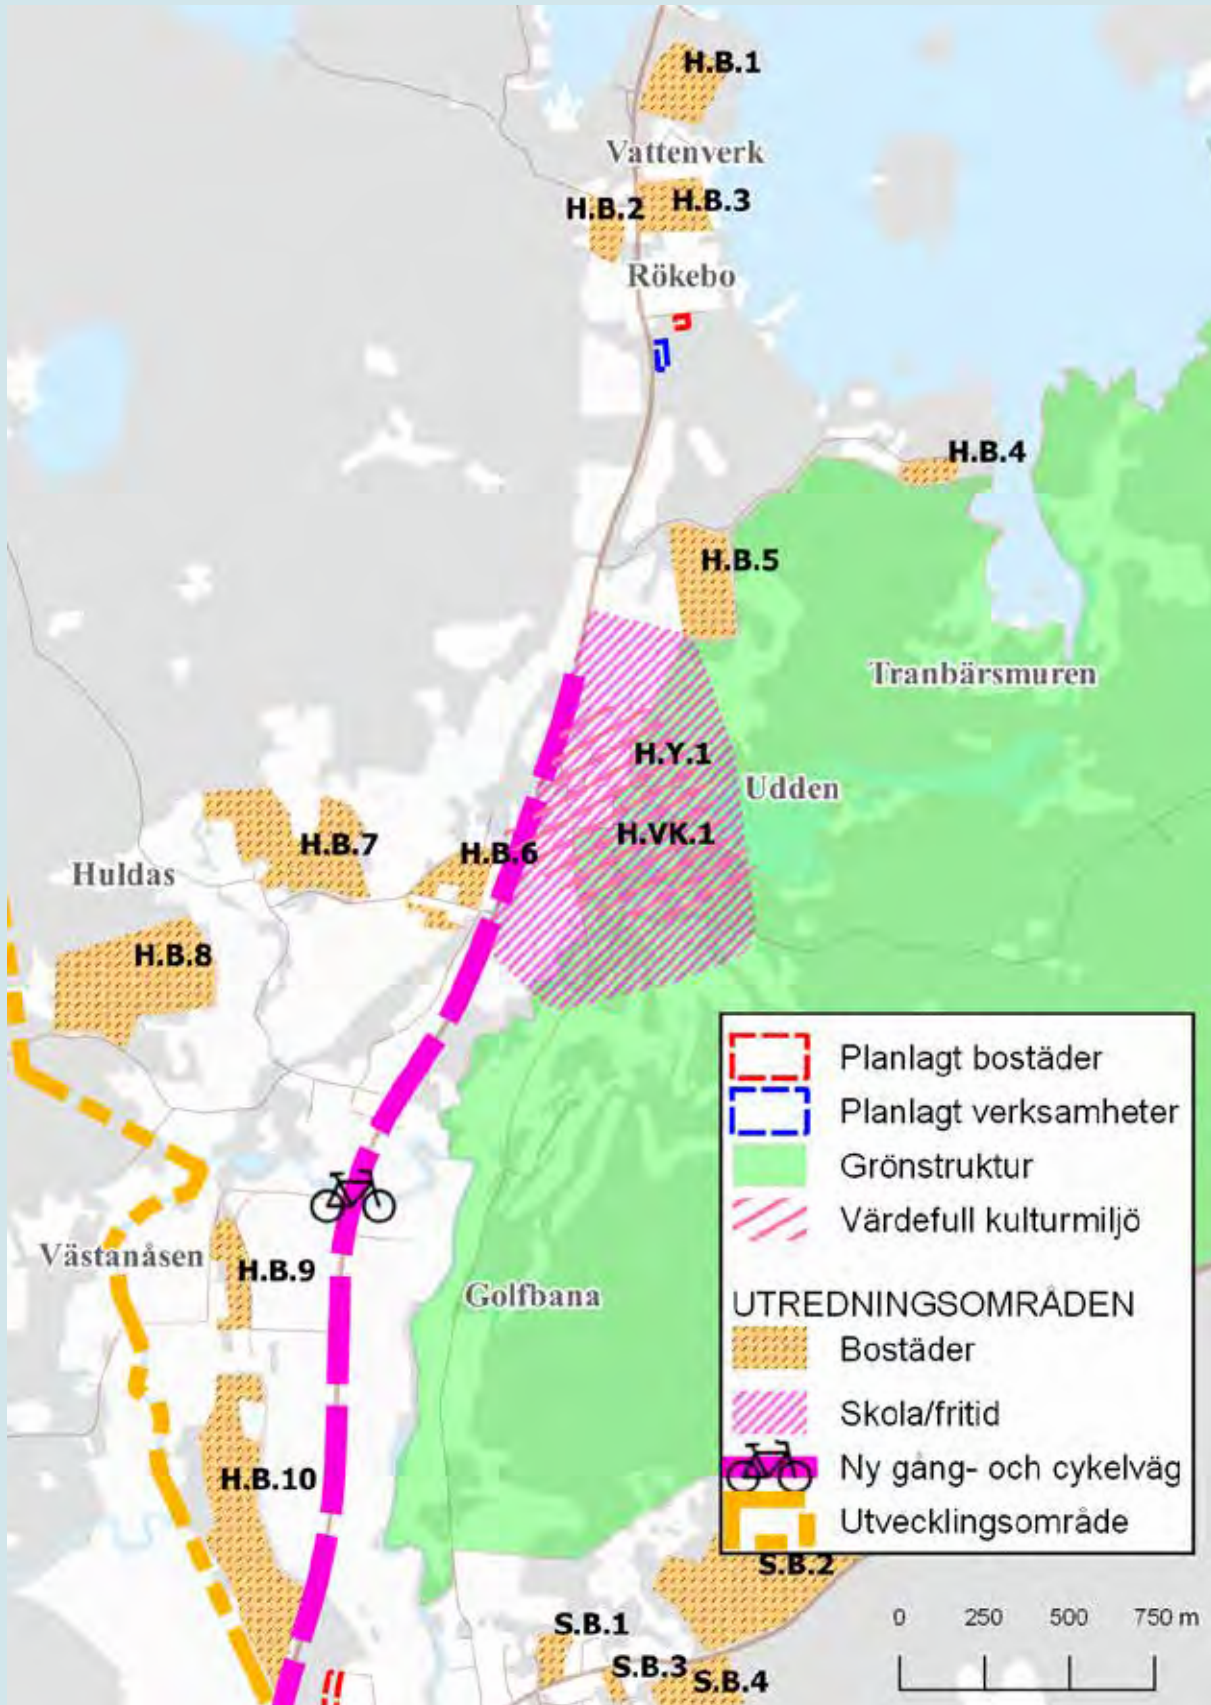 H.B.1
Vattenverk
H.B.2
H.B.3
Rökebo
H.B.4
H.B.5
Tranbärsmuren
H.Y.1
Udden
H.VK.1
H.B.7
H.B.6
Huldas
H.B.8
Västanåsen
H.B.9
Golfbana
H.B.10
Planlagt bostäder
Planlagt verksamheter
Grönstruktur
Värdefull kulturmiljö
UTREDNINGSOMRÅDEN
Bostäder
Skola/fritid
Ny gång- och cykelväg
Utvecklingsområde
S.B.2
S.B.1
S.B.3
S.B.4
0 250 500 750 m